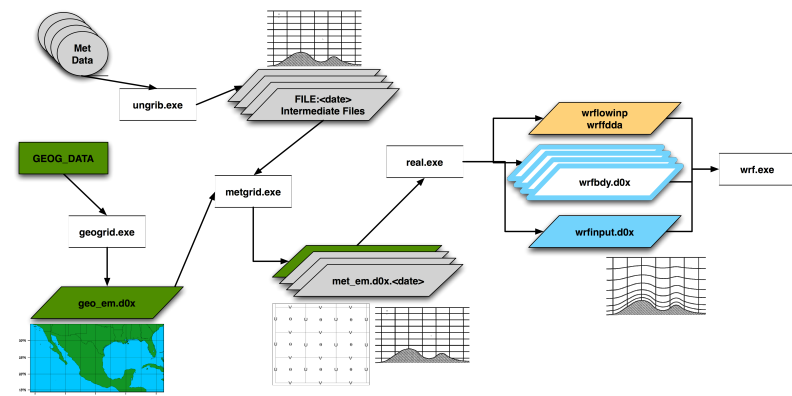 Met
Data
ungrib.exe
FILE:<date>
Intermediate Files
GEOG_DATA
geogrid.exe
geo_em.d0x
metgrid.exe
met_em.d0x.<date>
real.exe
wrflowinp
wrffdda
wrfbdy.d0x
wrfinput.d0x
wrf.exe